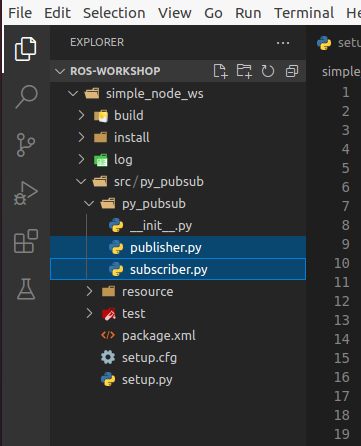 File Edit Selection View Go Run Terminal He
EXPLORER
ROS-WORKSHOP
simple_node_ws
build
install
log
src/py_pubsub
py_pubsub
__init__.py
publisher.py
subscriber.py
resource
test
package.xml
setup.cfg
setup.py
setu
simple
1
2
3
4
5
6
7
8
9
10
11
12
13
14
15
16
17
18
19